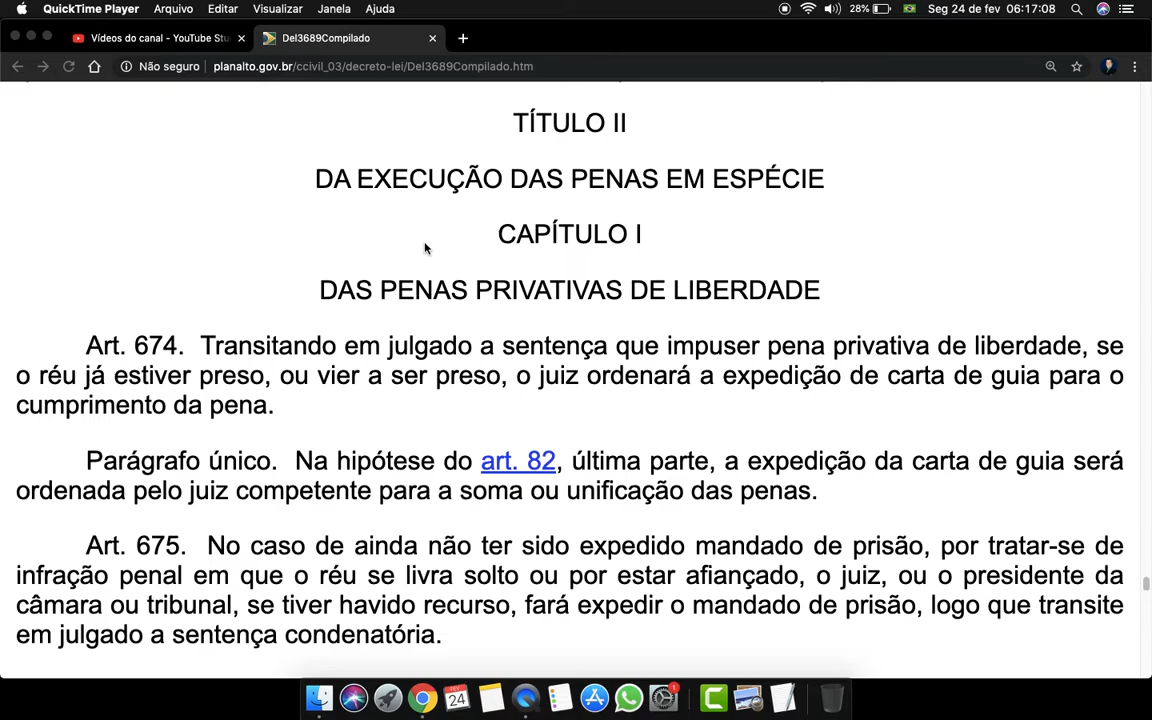 QuickTime Player Arquivo Editar Visualizar Janela Ajuda 28% Seg 24 de fev 06:17:08
Vídeos do canal - YouTube Stu
Del3689Compilado
Não seguro planalto.gov.br/ccivil_03/decreto-lei/Del3689Compilado.htm
TÍTULO II
DA EXECUÇÃO DAS PENAS EM ESPÉCIE
CAPÍTULO I
DAS PENAS PRIVATIVAS DE LIBERDADE
Art. 674. Transitando em julgado a sentença que impuser pena privativa de liberdade, se
o réu já estiver preso, ou vier a ser preso, o juiz ordenará a expedição de carta de guia para o
cumprimento da pena.
Parágrafo único. Na hipótese do art. 82, última parte, a expedição da carta de guia será
ordenada pelo juiz competente para a soma ou unificação das penas.
Art. 675. No caso de ainda não ter sido expedido mandado de prisão, por tratar-se de
infração penal em que o réu se livra solto ou por estar afiançado, o juiz, ou o presidente da
câmara ou tribunal, se tiver havido recurso, fará expedir o mandado de prisão, logo que transite
em julgado a sentença condenatória.
FEV
24
1